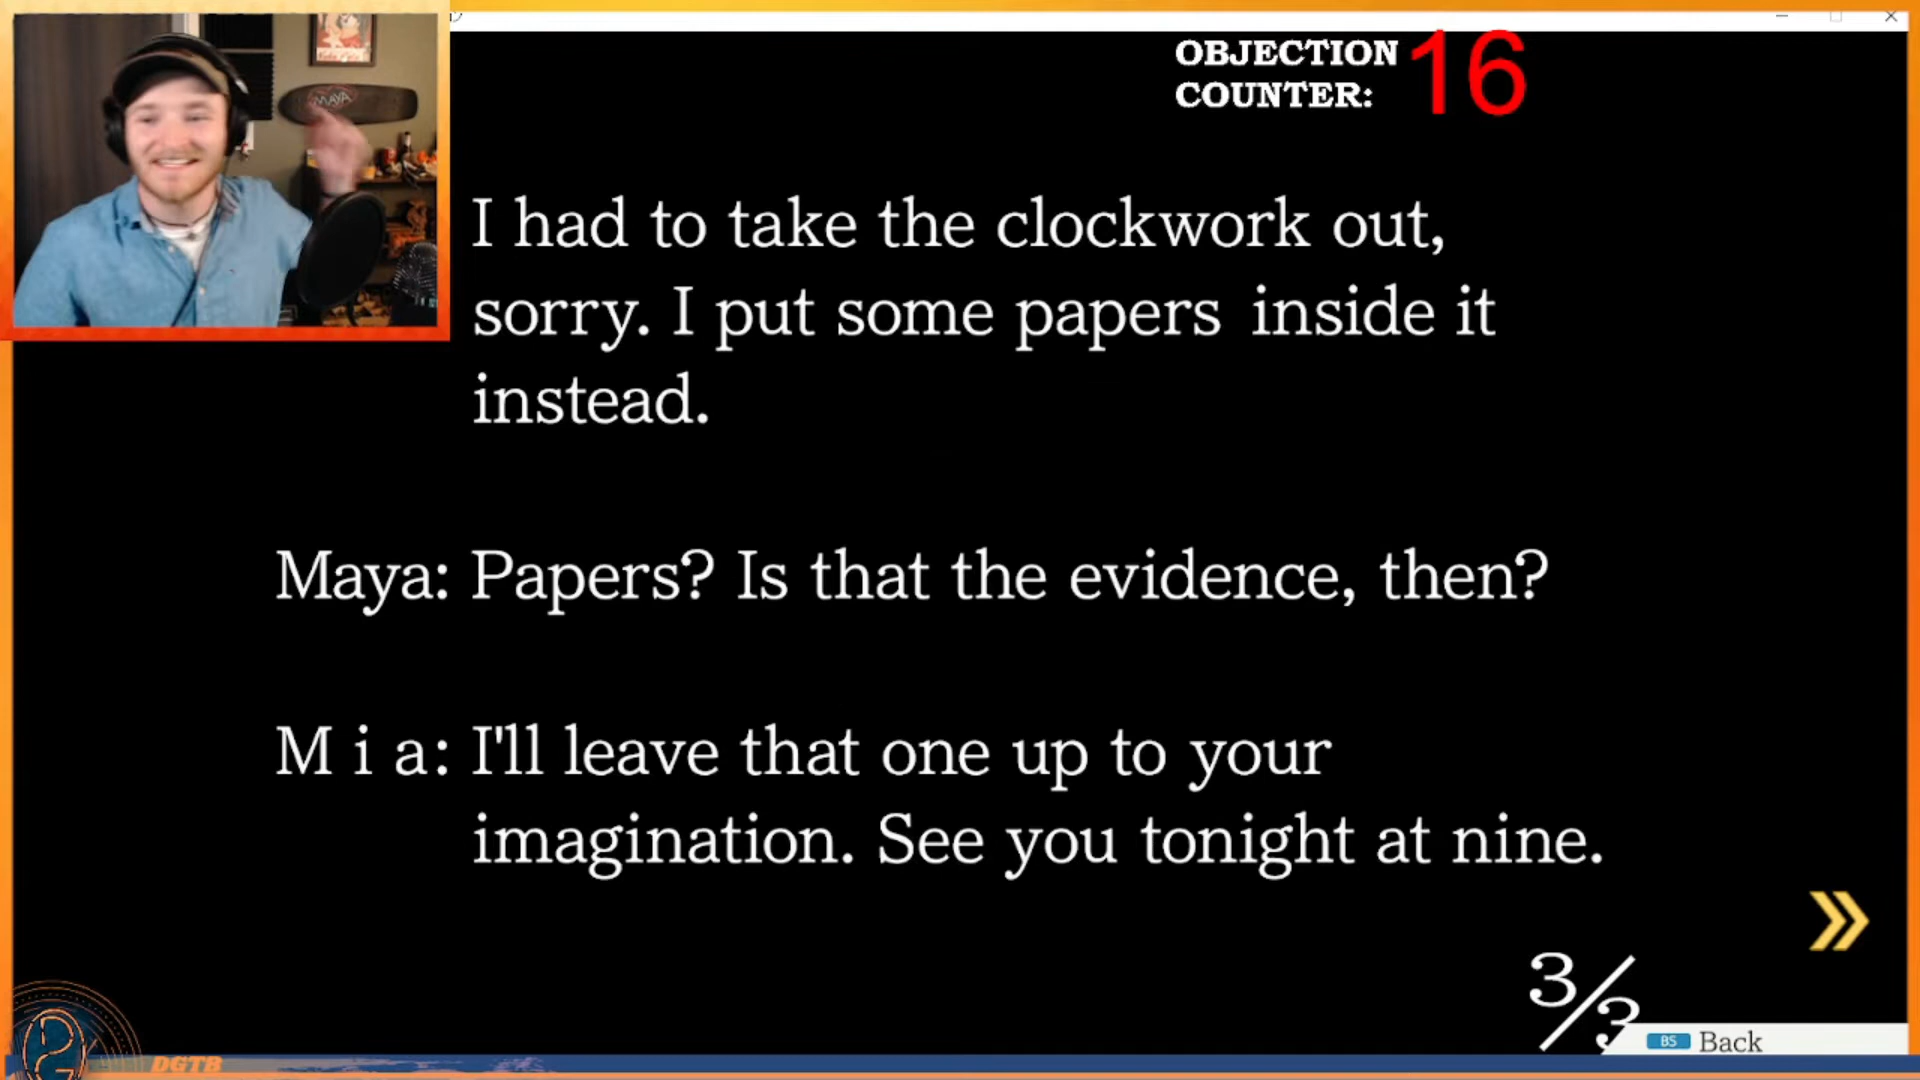 OBJECTION
COUNTER: 16
MAYA
I had to take the clockwork out,
sorry. I put some papers inside it
instead.
Maya: Papers? Is that the evidence, then?
M i a: I'll leave that one up to your
imagination. See you tonight at nine.
3/3
BS Back
DGTB